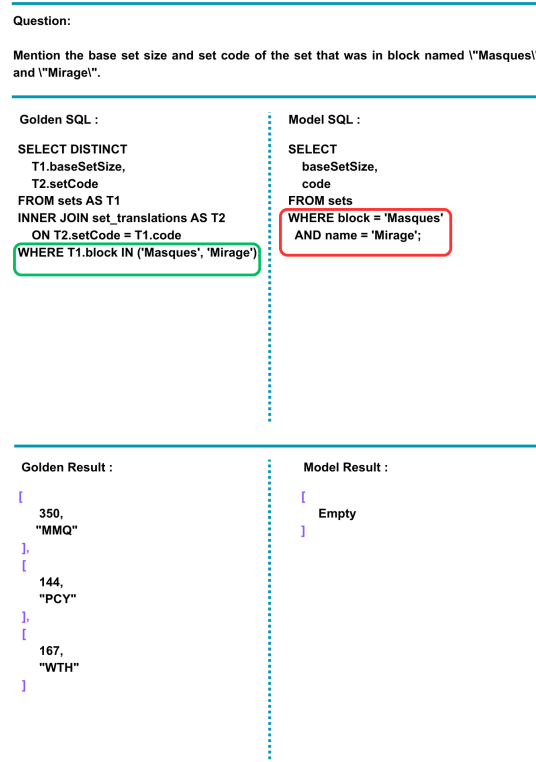 Question:
Mention the base set size and set code of the set that was in block named \"Masques\"
and \"Mirage\".
Golden SQL :
SELECT DISTINCT
T1.baseSetSize,
T2.setCode
FROM sets AS T1
INNER JOIN set_translations AS T2
ON T2.setCode = T1.code
WHERE T1.block IN ('Masques', 'Mirage')
Model SQL :
SELECT
baseSetSize,
code
FROM sets
WHERE block = 'Masques'
AND name = 'Mirage';
Golden Result :
[
350,
"MMQ"
],
[
144,
"PCY"
],
[
167,
"WTH"
]
Model Result :
[
Empty
]